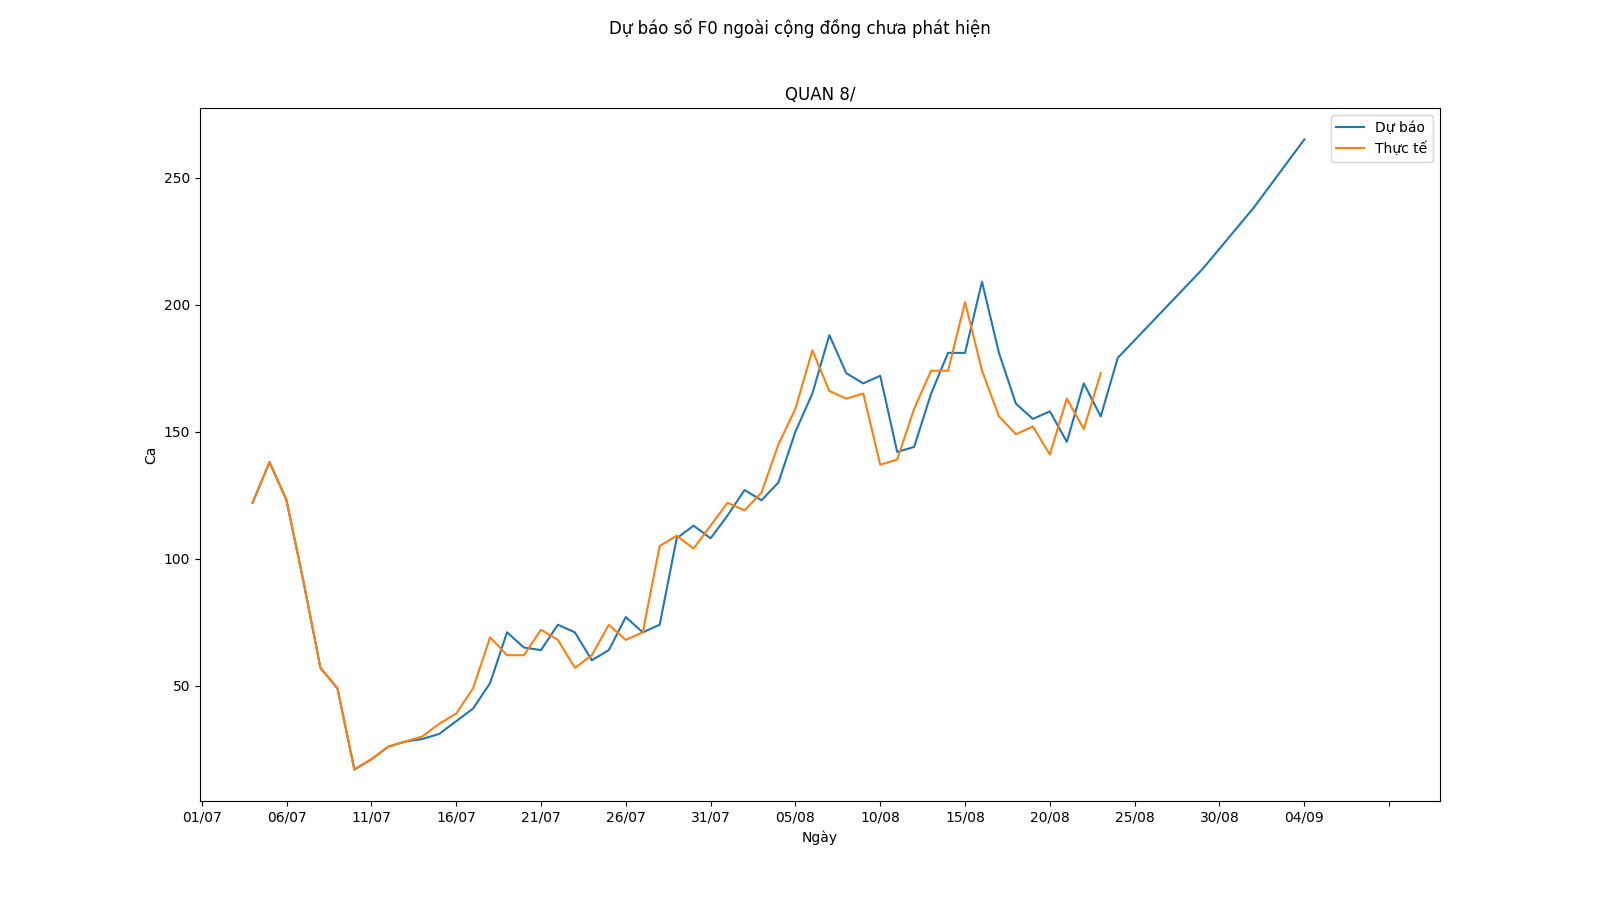 Dự báo số F0 ngoài cộng đồng chưa phát hiện
QUAN 8/
Dự báo
Thực tế
250
200
150
100
50
Ca
01/07 06/07 11/07 16/07 21/07 26/07 31/07 05/08 10/08 15/08 20/08 25/08 30/08 04/09
Ngày